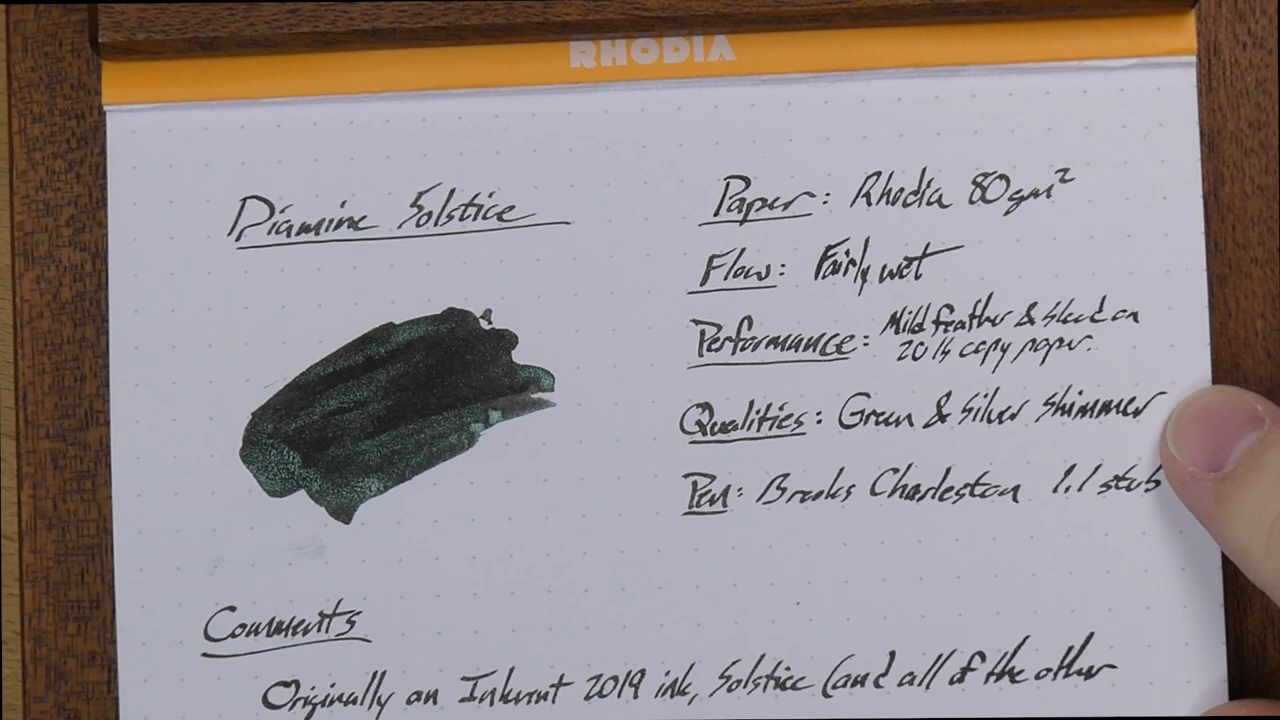 RHODIA
Diamine Solstice
Paper: Rhodia 80gm²
Flow: Fairly wet
Performance: Mild feather & bleed on
20 lb copy paper.
Qualities: Green & Silver shimmer
Pen: Brooks Charleston 1.1 stub
Comments
Originally an Inkvent 2019 ink, Solstice (and all of the other